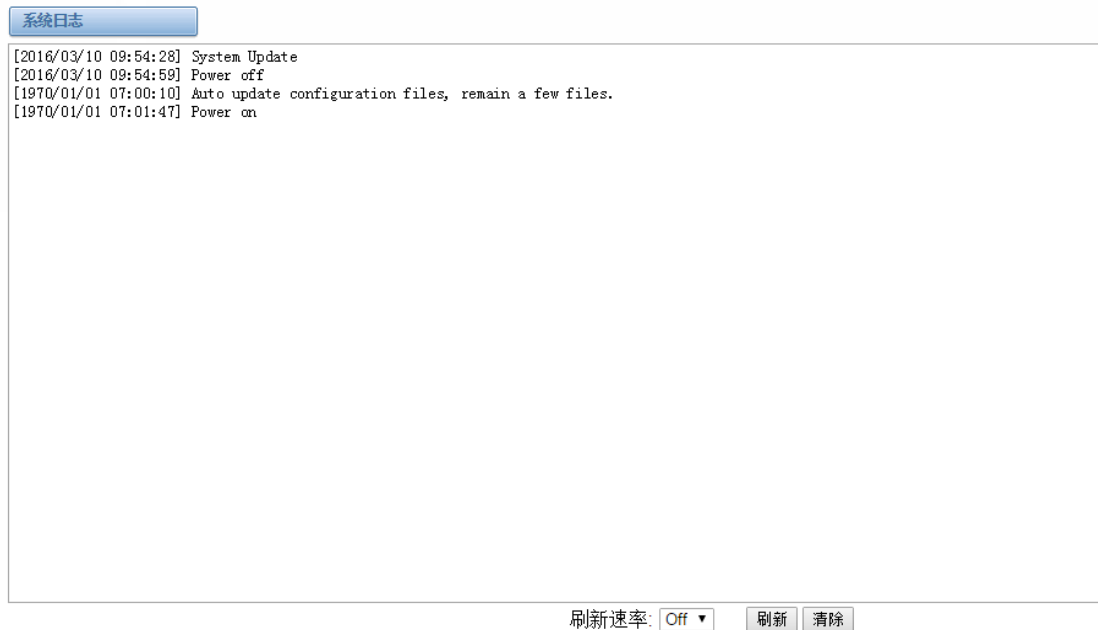 系统日志
[2016/03/10 09:54:28] System Update
[2016/03/10 09:54:59] Power off
[1970/01/01 07:00:10] Auto update configuration files, remain a few files.
[1970/01/01 07:01:47] Power on
刷新速率: Off 刷新 清除